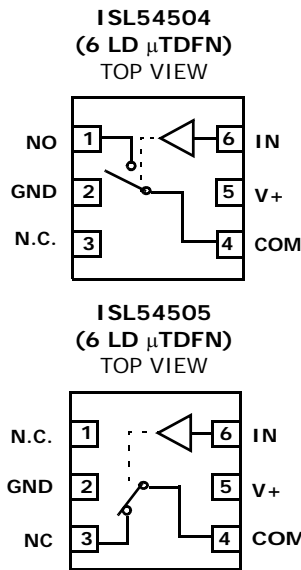 ISL54504
(6 LD μTDFN)
TOP VIEW
NO 1 6 IN
GND 2 5 V+
N.C. 3 4 COM
ISL54505
(6 LD μTDFN)
TOP VIEW
N.C. 1 6 IN
GND 2 5 V+
NC 3 4 COM